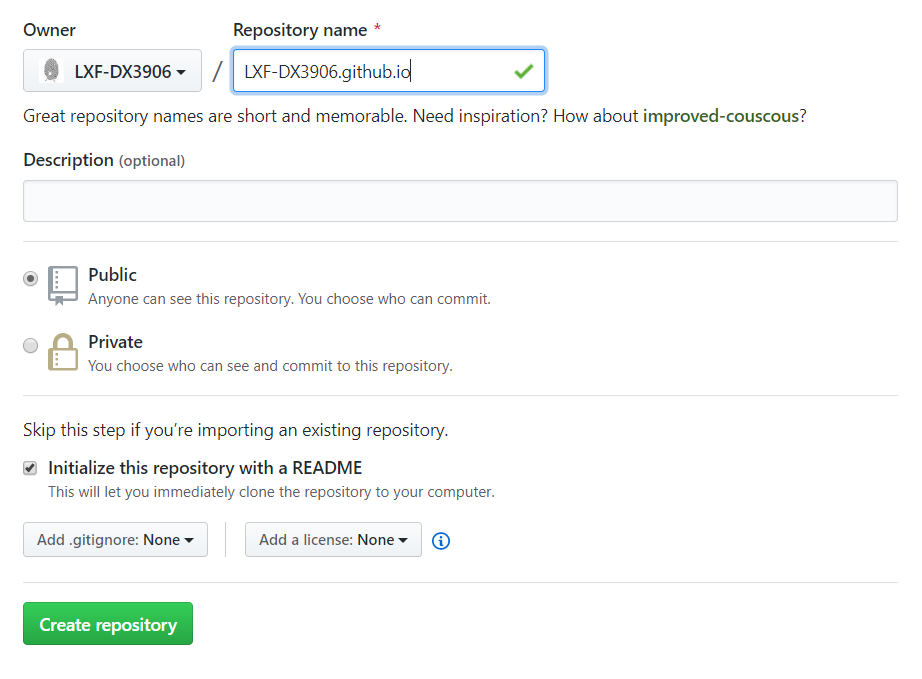 Owner
Repository name *
LXF-DX3906
/
LXF-DX3906.github.io
Great repository names are short and memorable. Need inspiration? How about improved-couscous?
Description (optional)
Public
Anyone can see this repository. You choose who can commit.
Private
You choose who can see and commit to this repository.
Skip this step if you’re importing an existing repository.
Initialize this repository with a README
This will let you immediately clone the repository to your computer.
Add .gitignore: None
Add a license: None
Create repository